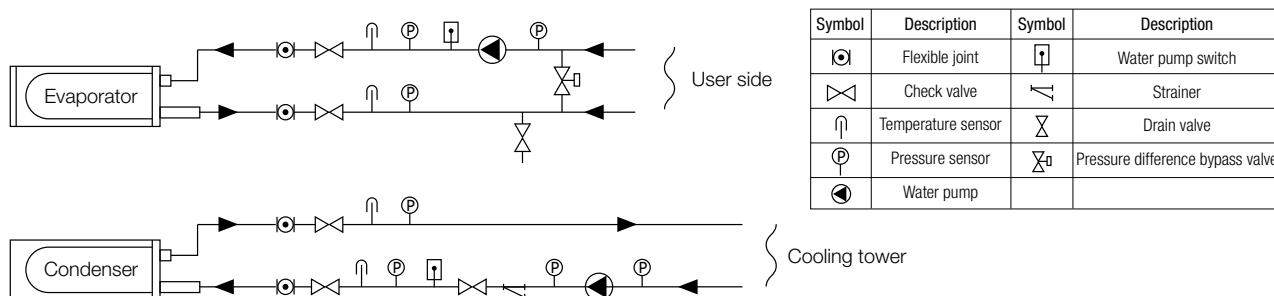 P
P
Evaporator
User side
P
P
Condenser
Cooling tower
P
P
P
Symbol Description Symbol Description
Flexible joint Water pump switch
Check valve Strainer
Temperature sensor Drain valve
P Pressure sensor Pressure difference bypass valve
Water pump